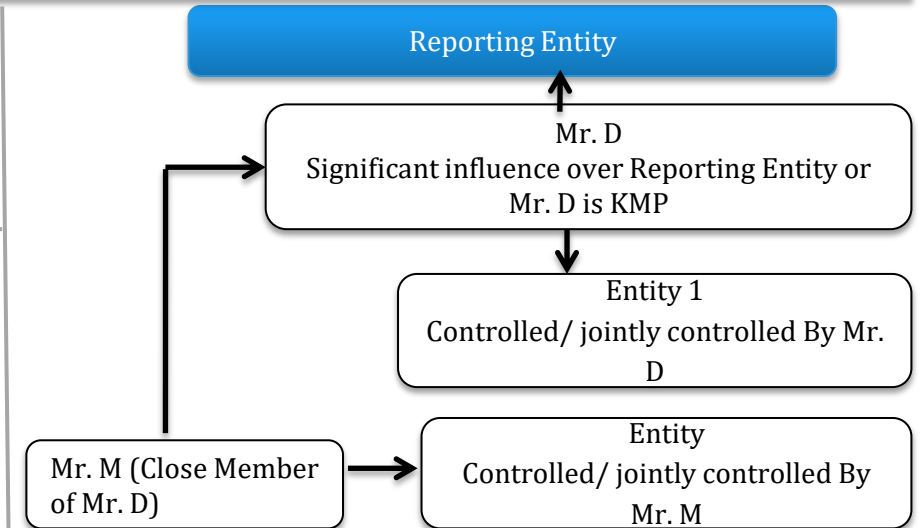 Reporting Entity
Mr. D
Significant influence over Reporting Entity or
Mr. D is KMP
Entity 1
Controlled/ jointly controlled By Mr.
D
Mr. M (Close Member
of Mr. D)
Entity
Controlled/ jointly controlled By
Mr. M